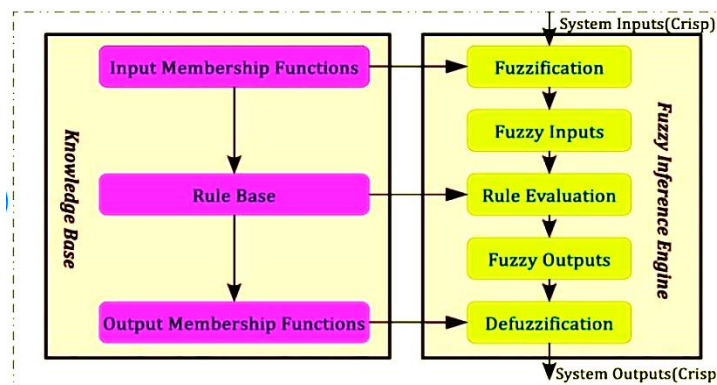 System Inputs(Crisp)
Input Membership Functions
Fuzzification
Fuzzy Inputs
Knowledge Base
Rule Base
Rule Evaluation
Fuzzy Inference Engine
Fuzzy Outputs
Output Membership Functions
Defuzzification
System Outputs(Crisp